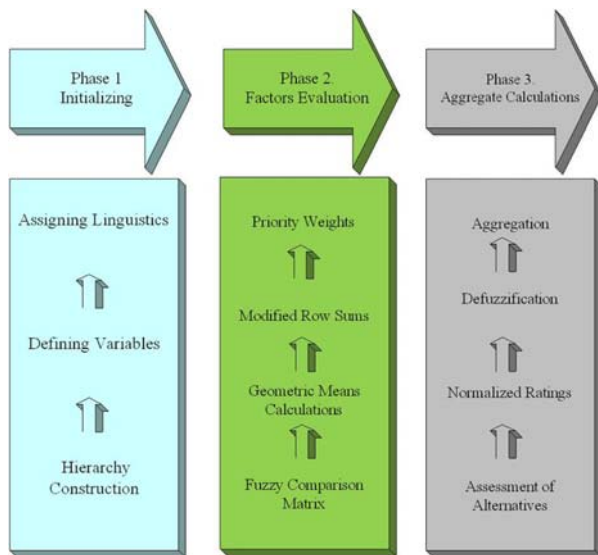 Phase 1
Initializing
Phase 2.
Factors Evaluation
Phase 3.
Aggregate Calculations
Assigning Linguistics
Defining Variables
Hierarchy
Construction
Priority Weights
Modified Row Sums
Geometric Means
Calculations
Fuzzy Comparison
Matrix
Aggregation
Defuzzification
Normalized Ratings
Assessment of
Alternatives